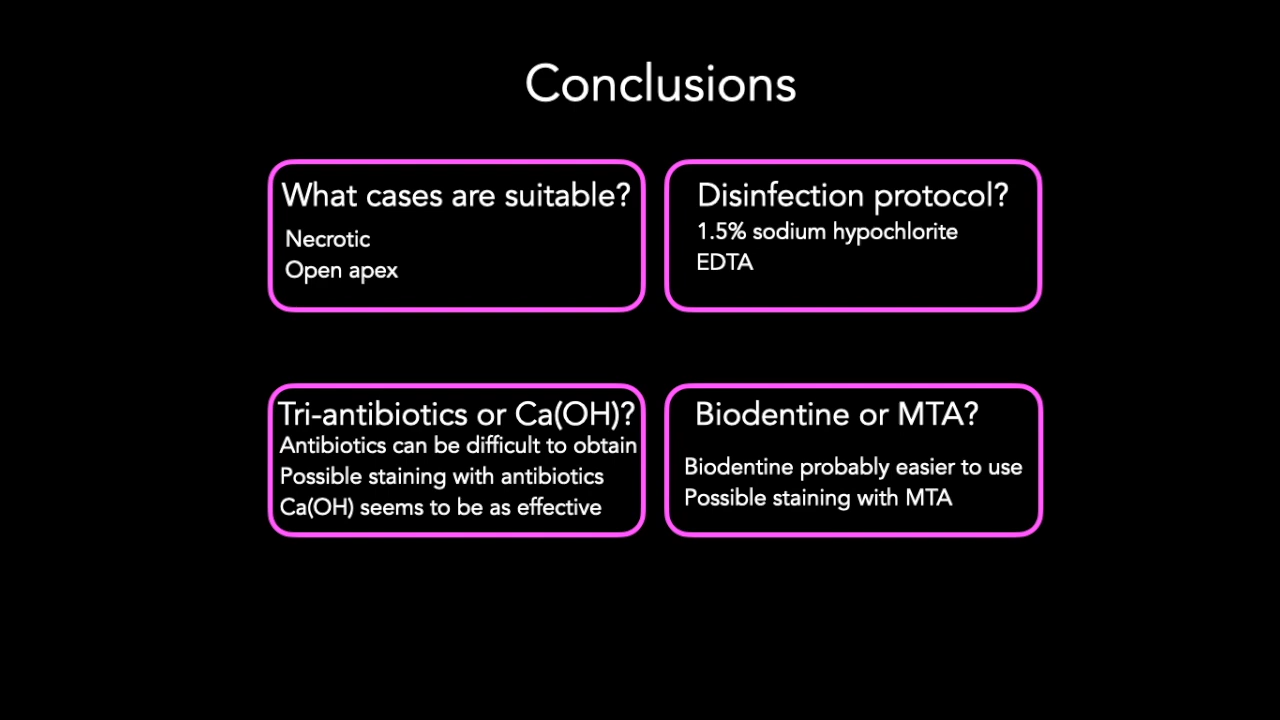 Conclusions
What cases are suitable?
Necrotic
Open apex
Disinfection protocol?
1.5% sodium hypochlorite
EDTA
Tri-antibiotics or Ca(OH)?
Antibiotics can be difficult to obtain
Possible staining with antibiotics
Ca(OH) seems to be as effective
Biodentine or MTA?
Biodentine probably easier to use
Possible staining with MTA